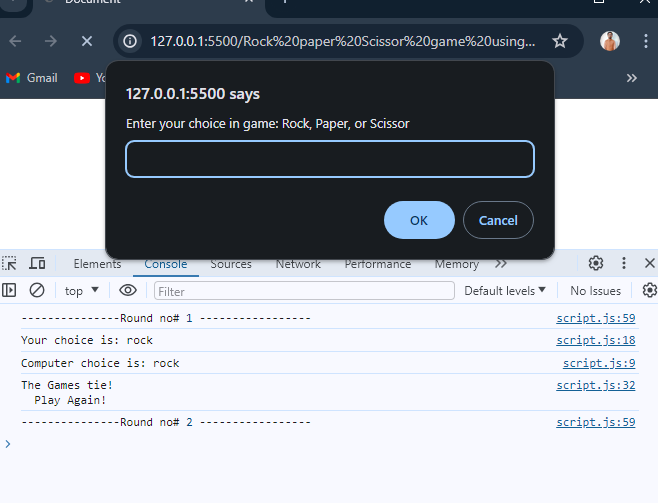 Document
127.0.0.1:5500/Rock%20paper%20Scissor%20game%20using...
Gmail
127.0.0.1:5500 says
Enter your choice in game: Rock, Paper, or Scissor
OK
Cancel
Elements Console Sources Network Performance Memory
top
Filter
Default levels
No Issues
---------------Round no# 1 ----------------- script.js:59
Your choice is: rock script.js:18
Computer choice is: rock script.js:9
The Games tie! script.js:32
Play Again!
---------------Round no# 2 ----------------- script.js:59